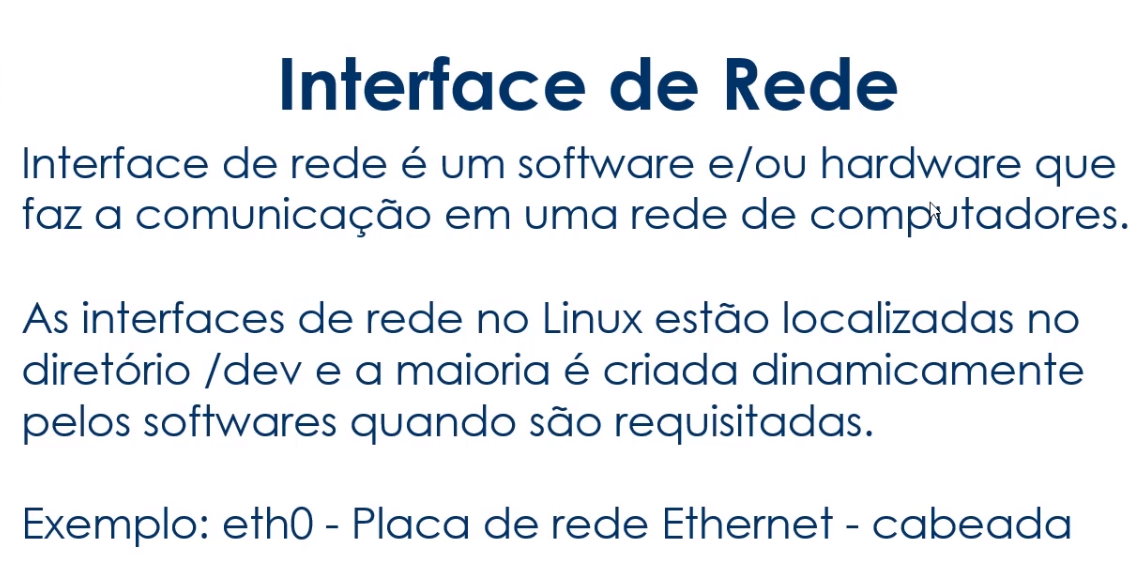 Interface de Rede
Interface de rede é um software e/ou hardware que
faz a comunicação em uma rede de computadores.
As interfaces de rede no Linux estão localizadas no
diretório /dev e a maioria é criada dinamicamente
pelos softwares quando são requisitadas.
Exemplo: eth0 - Placa de rede Ethernet - cabeada